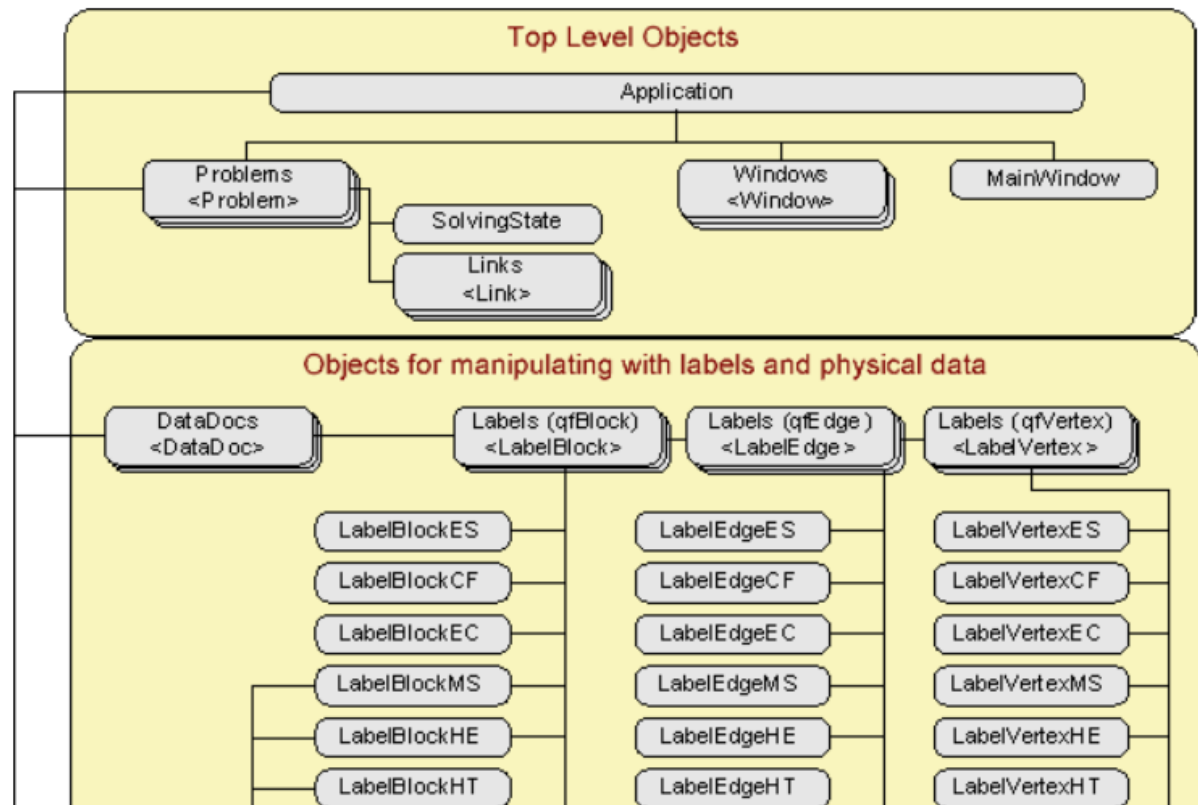 Top Level Objects
Application
Problems
<Problem>
Windows
<Window>
MainWindow
SolvingState
Links
<Link>
Objects for manipulating with labels and physical data
DataDocs
<DataDoc>
Labels (qfBlock)
<LabelBlock>
Labels (qfEdge)
<LabelEdge>
Labels (qfVertex)
<LabelVertex>
LabelBlockES
LabelEdgeES
LabelVertexES
LabelBlockCF
LabelEdgeCF
LabelVertexCF
LabelBlockEC
LabelEdgeEC
LabelVertexEC
LabelBlockMS
LabelEdgeMS
LabelVertexMS
LabelBlockHE
LabelEdgeHE
LabelVertexHE
LabelBlockHT
LabelEdgeHT
LabelVertexHT